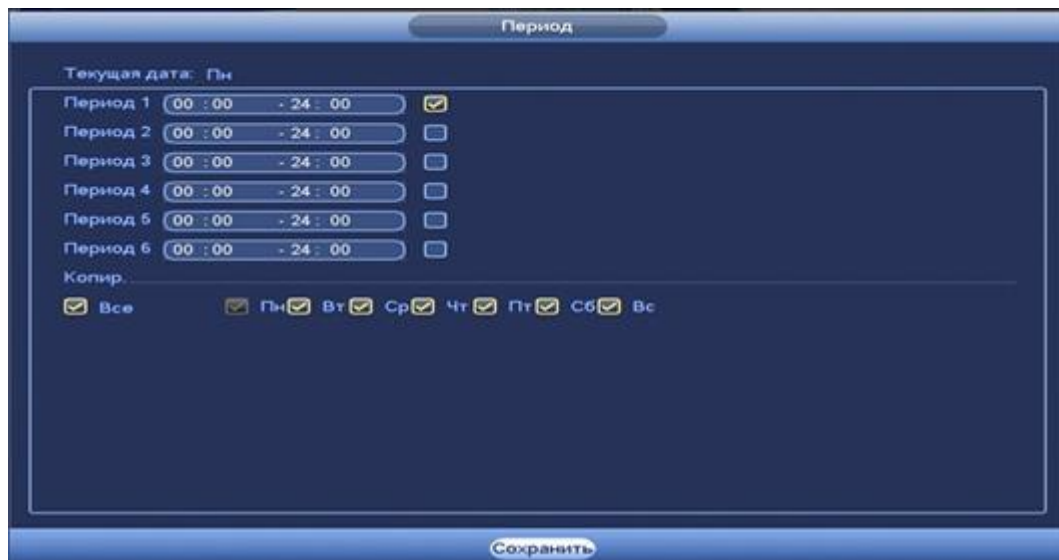 Период
Текущая дата: Пн
Период 1 00 : 00 - 24 : 00
Период 2 00 : 00 - 24 : 00
Период 3 00 : 00 - 24 : 00
Период 4 00 : 00 - 24 : 00
Период 5 00 : 00 - 24 : 00
Период 6 00 : 00 - 24 : 00
Копир.
Все Пн Вт Ср Чт Пт Сб Вс
Сохранить